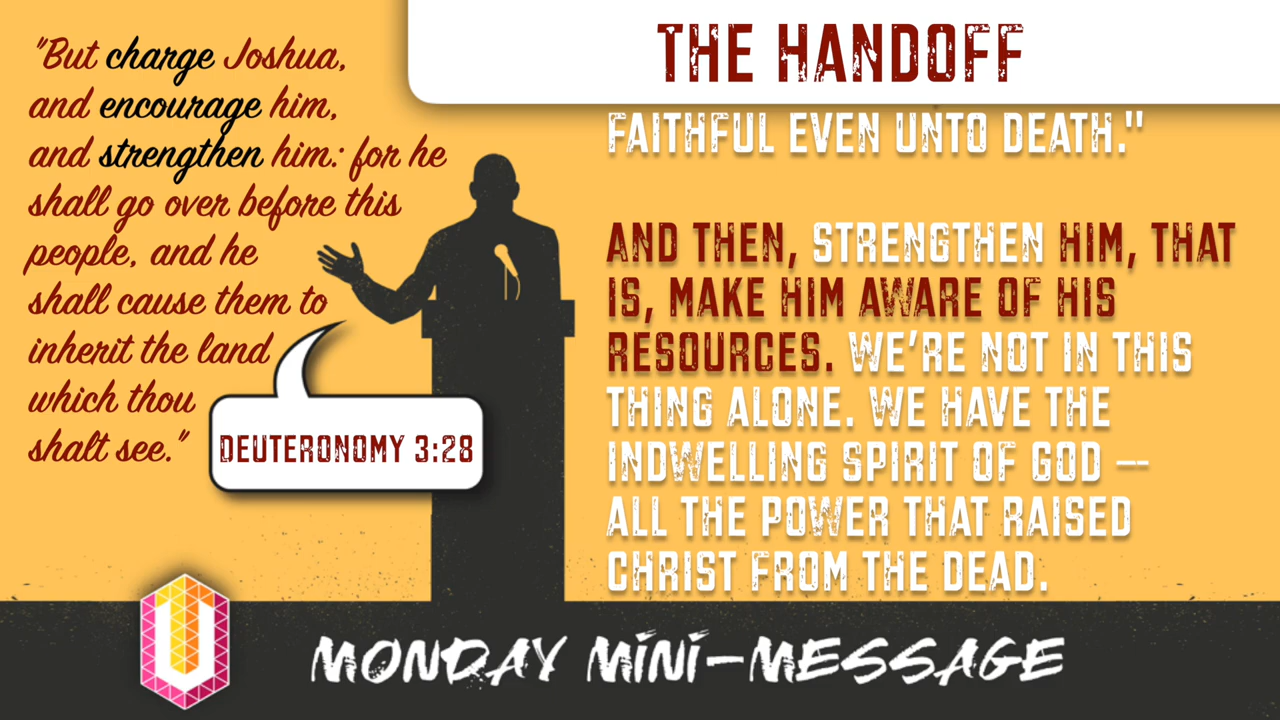 "But charge Joshua,
and encourage him,
and strengthen him: for he
shall go over before this
people, and he
shall cause them to
inherit the land
which thou
shalt see."
DEUTERONOMY 3:28
THE HANDOFF
FAITHFUL EVEN UNTO DEATH."
AND THEN, STRENGTHEN HIM, THAT
IS, MAKE HIM AWARE OF HIS
RESOURCES. WE'RE NOT IN THIS
THING ALONE. WE HAVE THE
INDWELLING SPIRIT OF GOD –-
ALL THE POWER THAT RAISED
CHRIST FROM THE DEAD.
U
MONDAY MINI-MESSAGE